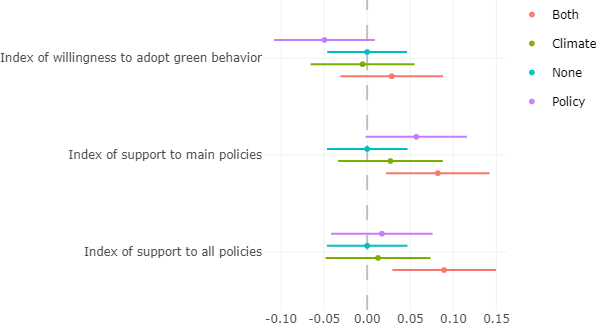 Both
Climate
None
Policy
Index of willingness to adopt green behavior
Index of support to main policies
Index of support to all policies
-0.10 -0.05 0.00 0.05 0.10 0.15